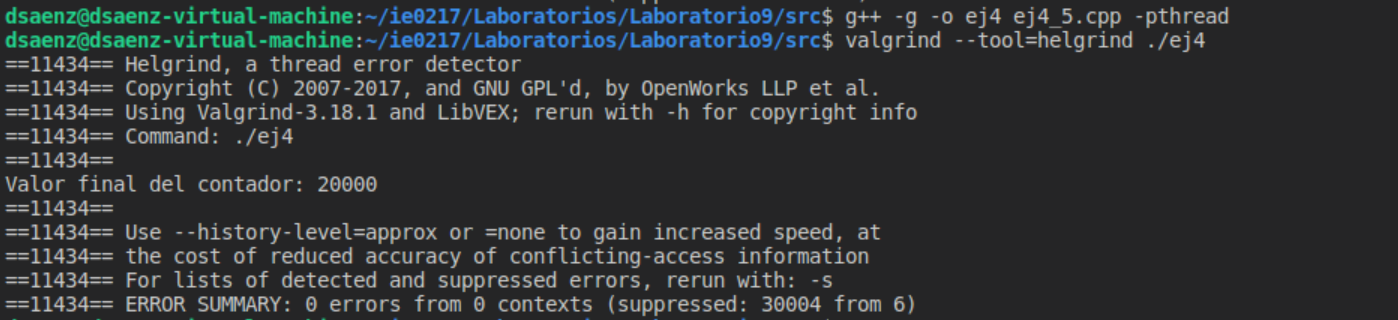 dsaenz@dsaenz-virtual-machine:~/ie0217/Laboratorios/Laboratorio9/src$ g++ -g -o ej4 ej4_5.cpp -pthread
dsaenz@dsaenz-virtual-machine:~/ie0217/Laboratorios/Laboratorio9/src$ valgrind --tool=helgrind ./ej4
==11434== Helgrind, a thread error detector
==11434== Copyright (C) 2007-2017, and GNU GPL'd, by OpenWorks LLP et al.
==11434== Using Valgrind-3.18.1 and LibVEX; rerun with -h for copyright info
==11434== Command: ./ej4
==11434==
Valor final del contador: 20000
==11434==
==11434== Use --history-level=approx or =none to gain increased speed, at
==11434== the cost of reduced accuracy of conflicting-access information
==11434== For lists of detected and suppressed errors, rerun with: -s
==11434== ERROR SUMMARY: 0 errors from 0 contexts (suppressed: 30004 from 6)